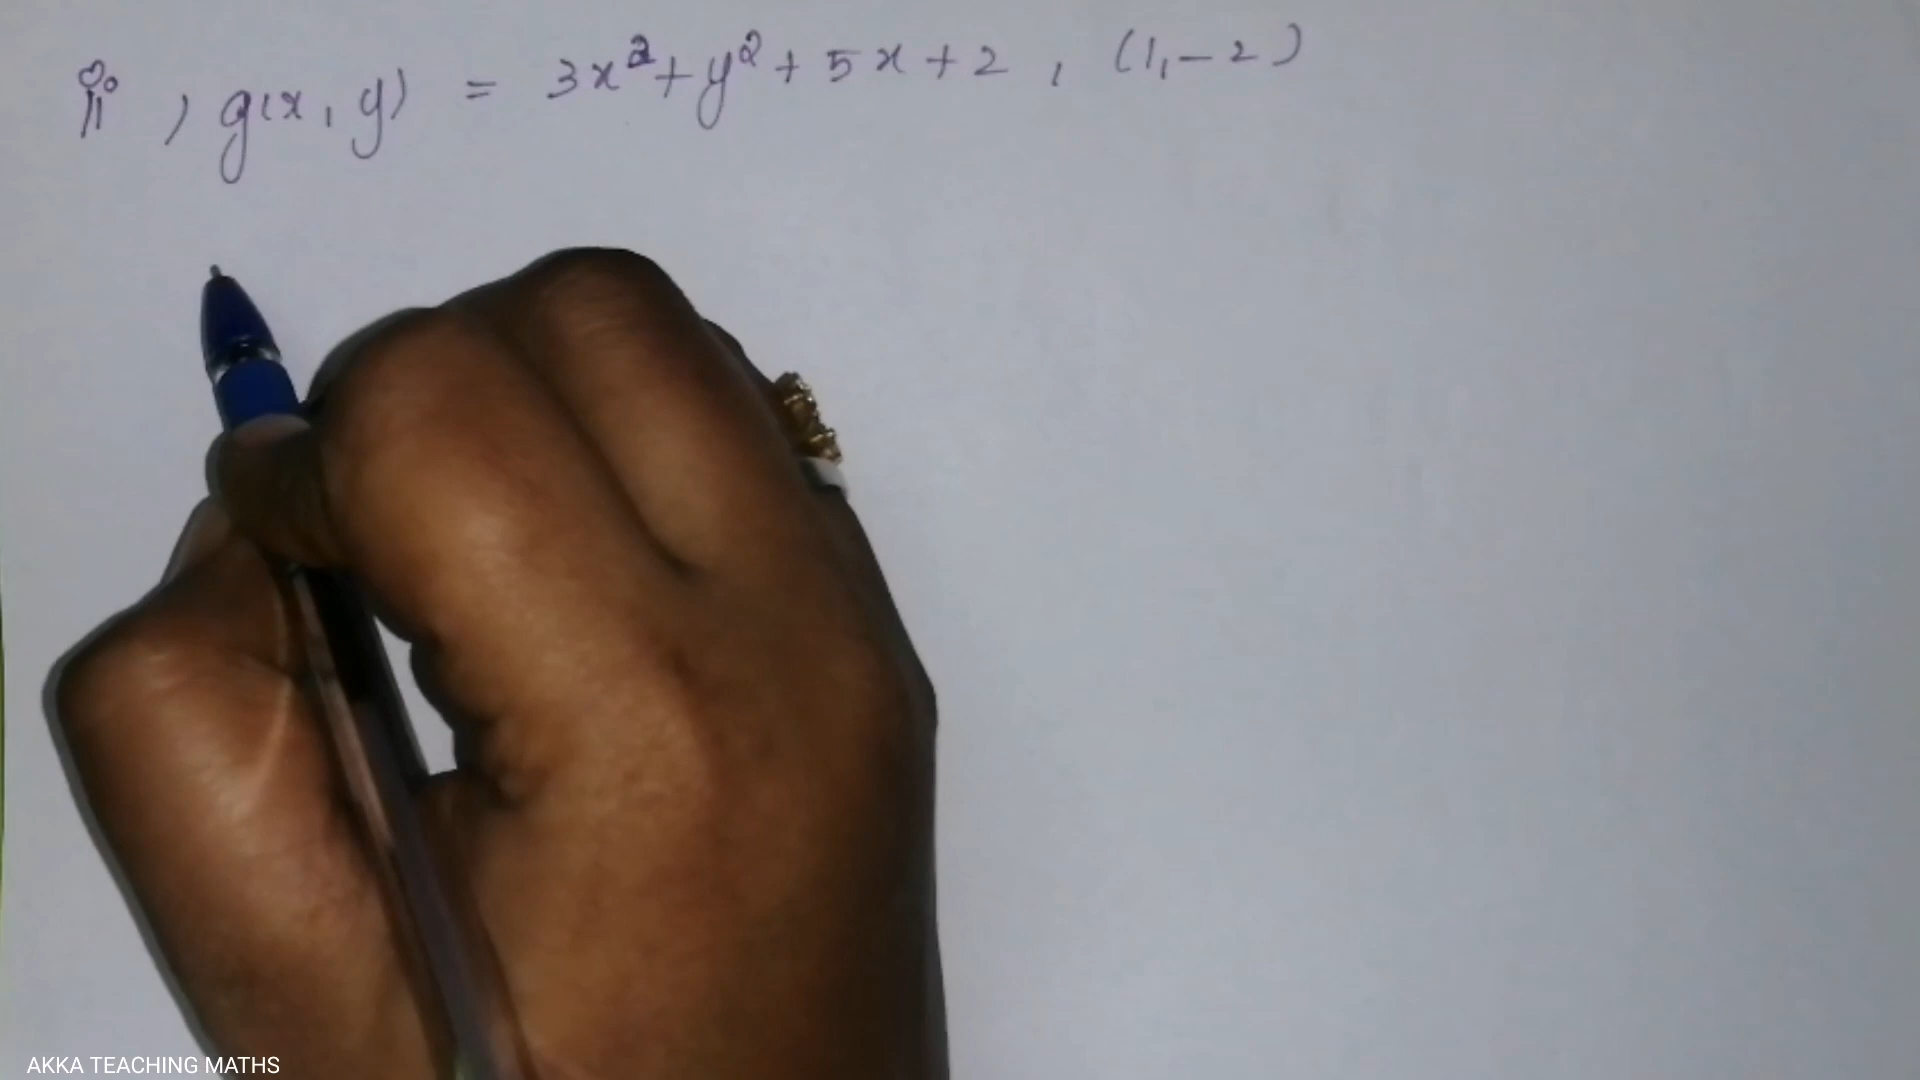 ii, g(x, y) = 3x²+y²+5x+2, (1,-2)
AKKA TEACHING MATHS